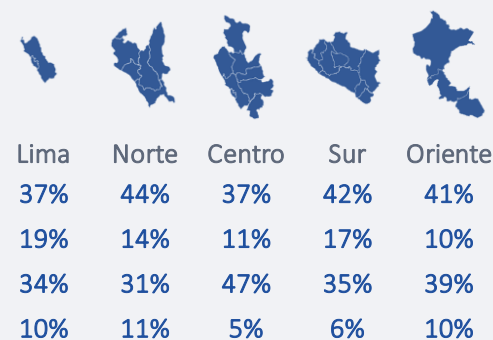 Lima Norte Centro Sur Oriente
37% 44% 37% 42% 41%
19% 14% 11% 17% 10%
34% 31% 47% 35% 39%
10% 11% 5% 6% 10%